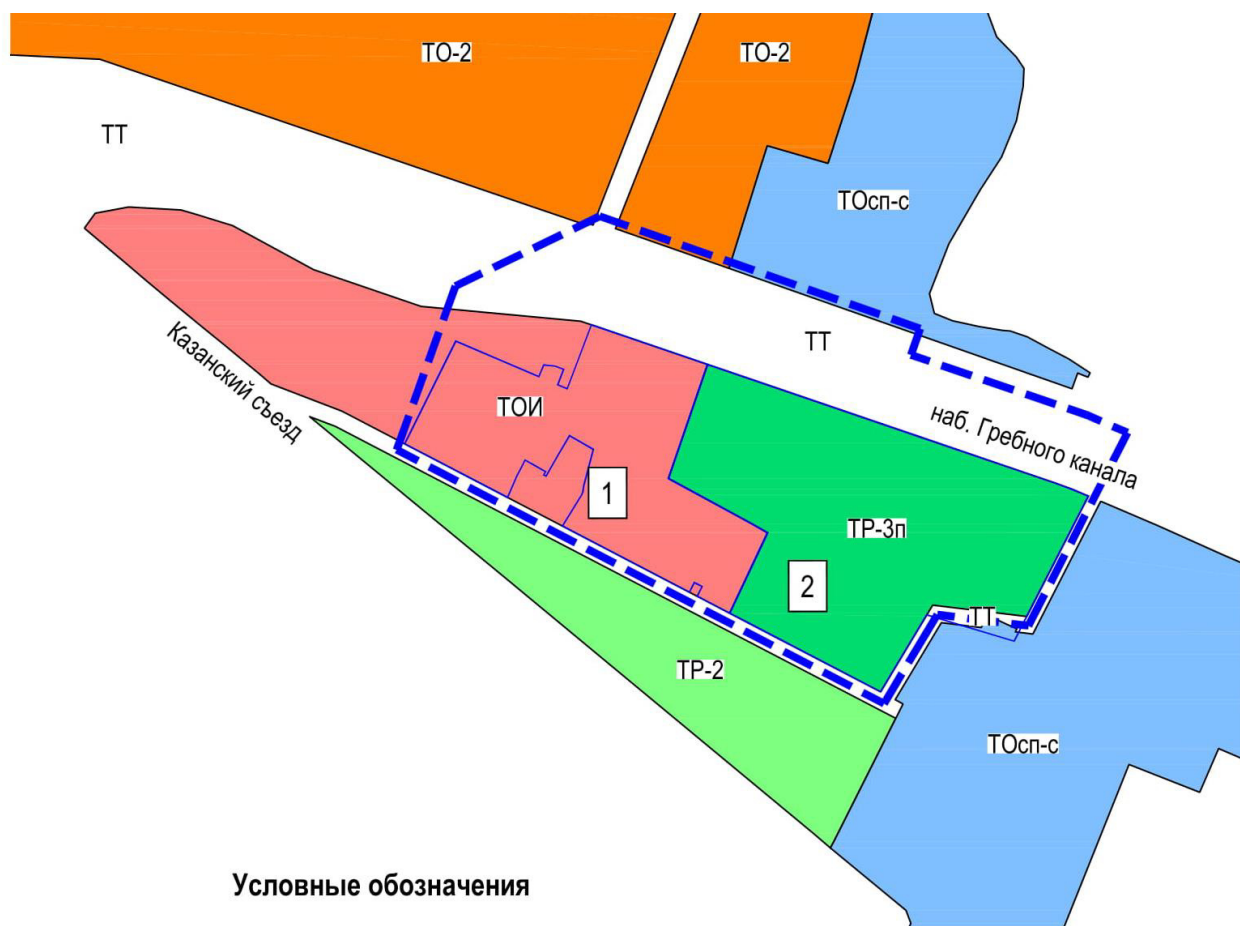 ТО-2
ТО-2
ТТ
ТОсп-с
Казанский съезд
ТТ
ТОИ
наб. Гребного канала
1
ТР-3п
2
ТТ
ТР-2
ТОсп-с
Условные обозначения